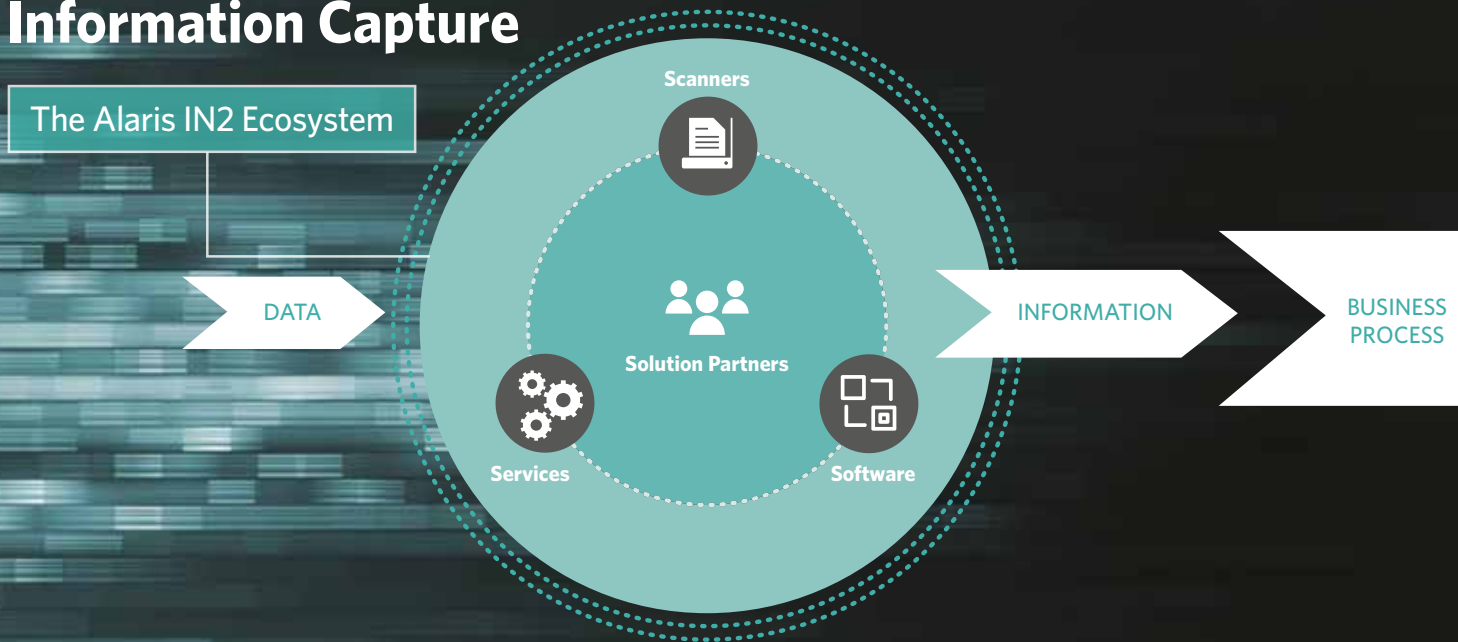 Information Capture
The Alaris IN2 Ecosystem
Scanners
DATA
Solution Partners
INFORMATION
BUSINESS
PROCESS
Services
Software